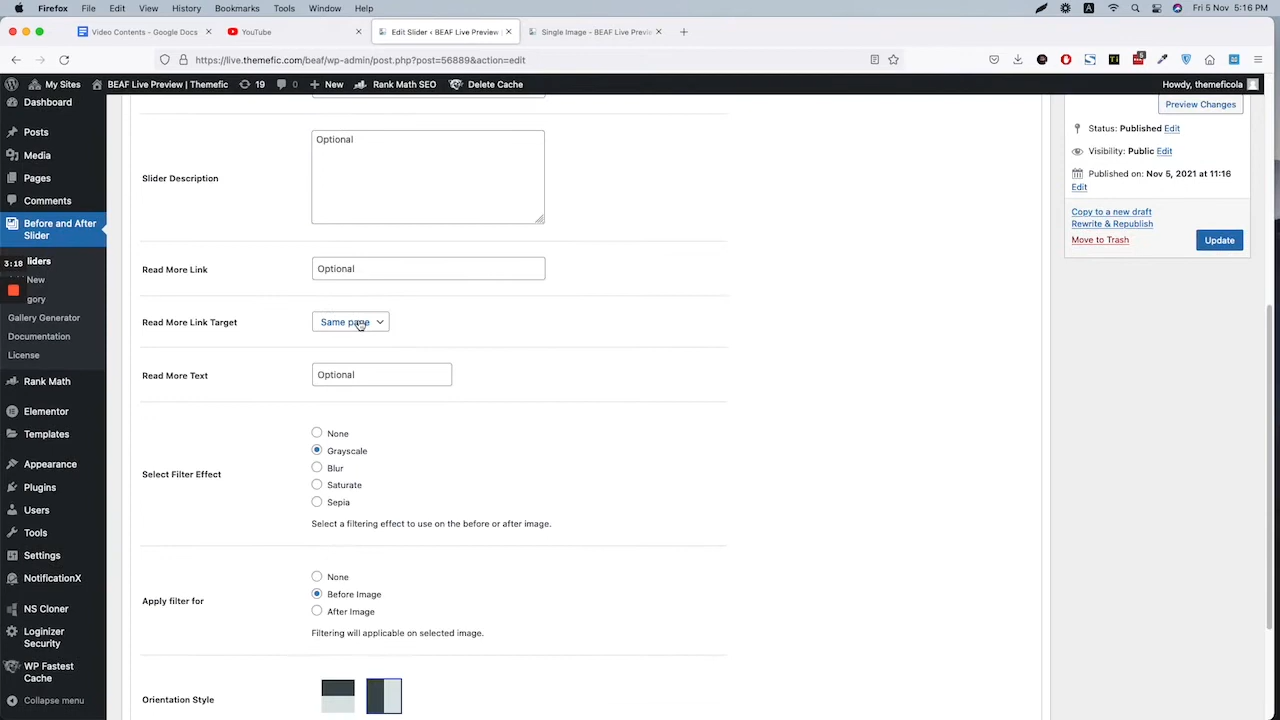 Firefox File Edit View History Bookmarks Tools Window Help Fri 5 Nov 5:16 PM
Video Contents - Google Docs YouTube Edit Slider ‹ BEAF Live Preview Single Image - BEAF Live Previe
https://live.themefic.com/beaf/wp-admin/post.php?post=56889&action=edit
My Sites BEAF Live Preview | Themefic 19 0 New Rank Math SEO Delete Cache Howdy, themeficola
Dashboard
Posts
Media
Pages
Comments
Before and After
Slider
liders
3:18
New
gory
Gallery Generator
Documentation
License
Rank Math
Elementor
Templates
Appearance
Plugins
Users
Tools
Settings
NotificationX
NS Cloner
Loginizer
Security
WP Fastest
Cache
Collapse menu
Slider Description
Optional
Read More Link
Optional
Read More Link Target
Same page
Read More Text
Optional
Select Filter Effect
None
Grayscale
Blur
Saturate
Sepia
Select a filtering effect to use on the before or after image.
Apply filter for
None
Before Image
After Image
Filtering will applicable on selected image.
Orientation Style
Preview Changes
Status: Published Edit
Visibility: Public Edit
Published on: Nov 5, 2021 at 11:16
Edit
Copy to a new draft
Rewrite & Republish
Move to Trash
Update